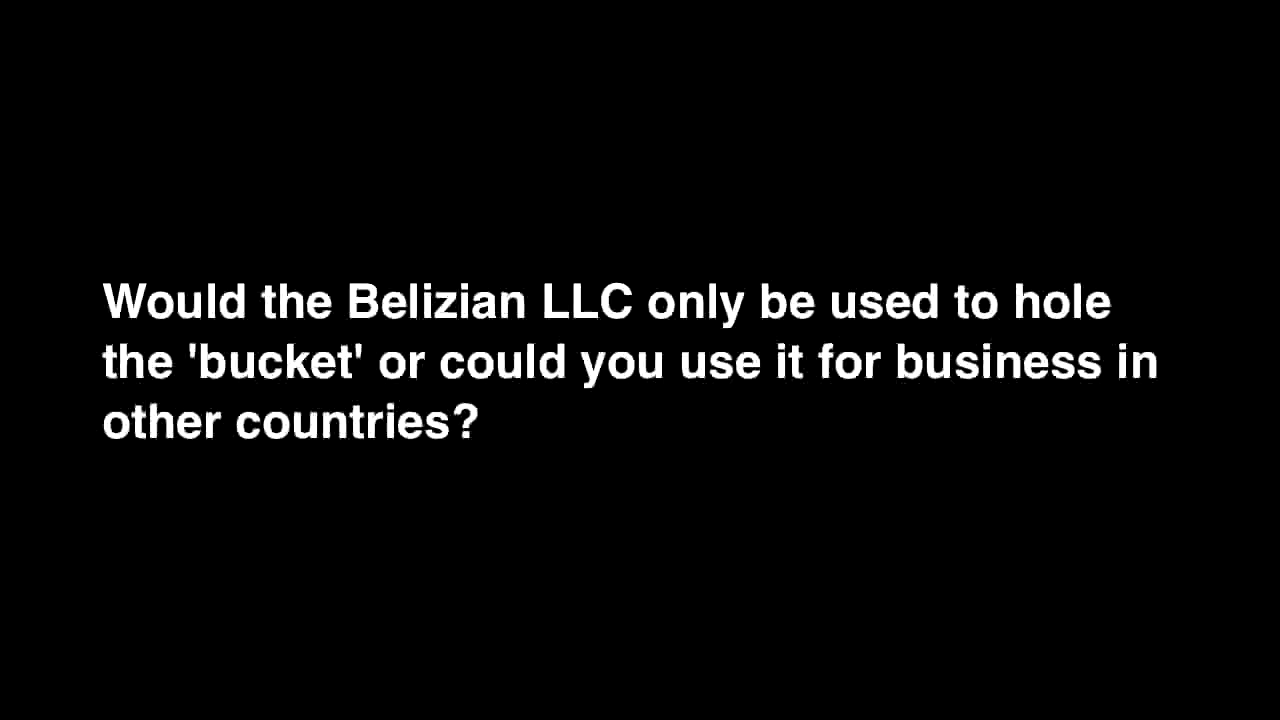 Would the Belizian LLC only be used to hole
the 'bucket' or could you use it for business in
other countries?